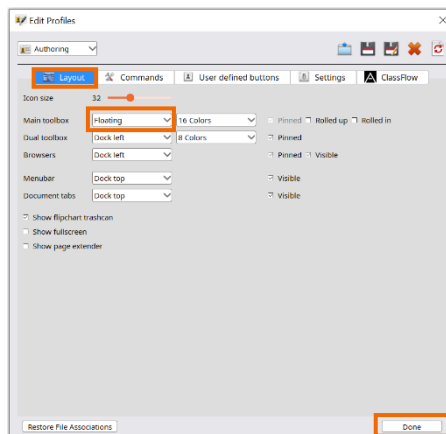 Edit Profiles
Authoring
Layout Commands User defined buttons Settings ClassFlow
Icon size 32
Main toolbox Floating 16 Colors Pinned Rolled up Rolled in
Dual toolbox Dock left 8 Colors Pinned
Browsers Dock left Pinned Visible
Menubar Dock top Visible
Document tabs Dock top Visible
Show flipchart trashcan
Show fullscreen
Show page extender
Restore File Associations Done